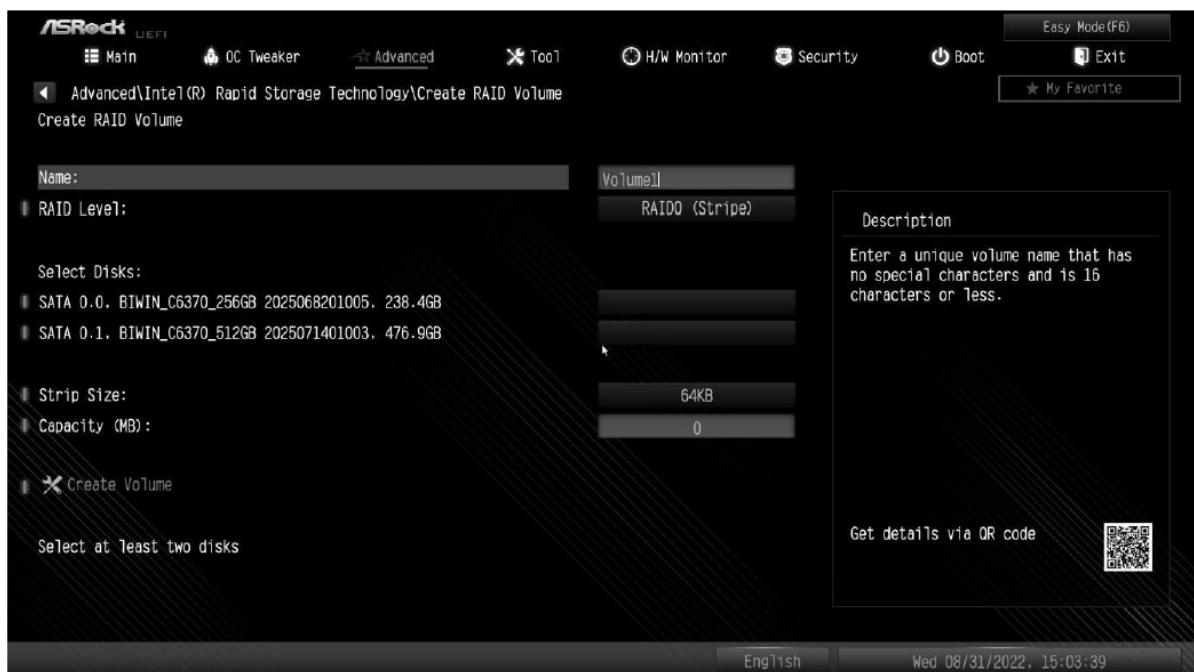 ASRock UEFI
Easy Mode(F6)
Main OC Tweaker Advanced Tool H/W Monitor Security Boot Exit
Advanced\Intel(R) Rapid Storage Technology\Create RAID Volume
My Favorite
Create RAID Volume
Name: Volume1
RAID Level: RAID0 (Stripe)
Description
Enter a unique volume name that has
no special characters and is 16
characters or less.
Select Disks:
SATA 0.0, BIWIN_C6370_256GB 2025068201005, 238.4GB
SATA 0.1, BIWIN_C6370_512GB 2025071401003, 476.9GB
Strip Size: 64KB
Capacity (MB): 0
Create Volume
Select at least two disks
Get details via QR code
English Wed 08/31/2022, 15:03:39